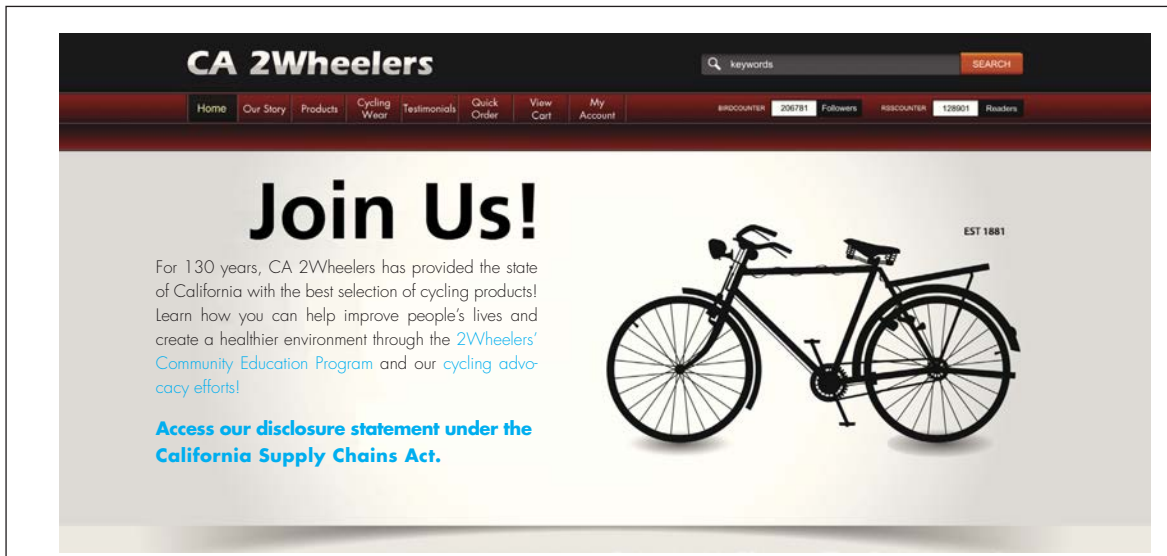 CA 2Wheelers
keywords
SEARCH
Home
Our Story
Products
Cycling
Wear
Testimonials
Quick
Order
View
Cart
My
Account
BIRDCOUNTER 206781 Followers
RSSCOUNTER 128901 Readers
Join Us!
EST 1881
For 130 years, CA 2Wheelers has provided the state
of California with the best selection of cycling products!
Learn how you can help improve people’s lives and
create a healthier environment through the 2Wheelers’
Community Education Program and our cycling advo-
cacy efforts!
Access our disclosure statement under the
California Supply Chains Act.